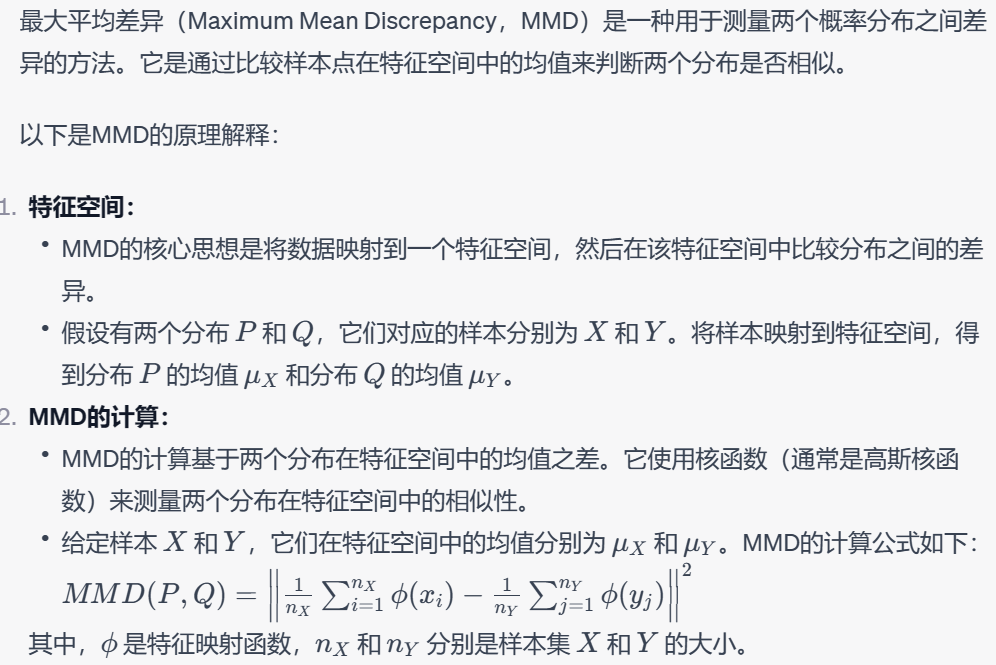 最大平均差异（Maximum Mean Discrepancy，MMD）是一种用于测量两个概率分布之间差
异的方法。它是通过比较样本点在特征空间中的均值来判断两个分布是否相似。
以下是MMD的原理解释：
1. 特征空间：
• MMD的核心思想是将数据映射到一个特征空间，然后在该特征空间中比较分布之间的差
异。
• 假设有两个分布 P 和 Q，它们对应的样本分别为 X 和 Y。将样本映射到特征空间，得
到分布 P 的均值 μ_X 和分布 Q 的均值 μ_Y。
2. MMD的计算：
• MMD的计算基于两个分布在特征空间中的均值之差。它使用核函数（通常是高斯核函
数）来测量两个分布在特征空间中的相似性。
• 给定样本 X 和 Y，它们在特征空间中的均值分别为 μ_X 和 μ_Y。MMD的计算公式如下：
MMD(P, Q) = || 1/n_X ∑_{i=1}^{n_X} ϕ(x_i) − 1/n_Y ∑_{j=1}^{n_Y} ϕ(y_j) ||^2
其中，ϕ 是特征映射函数，n_X 和 n_Y 分别是样本集 X 和 Y 的大小。